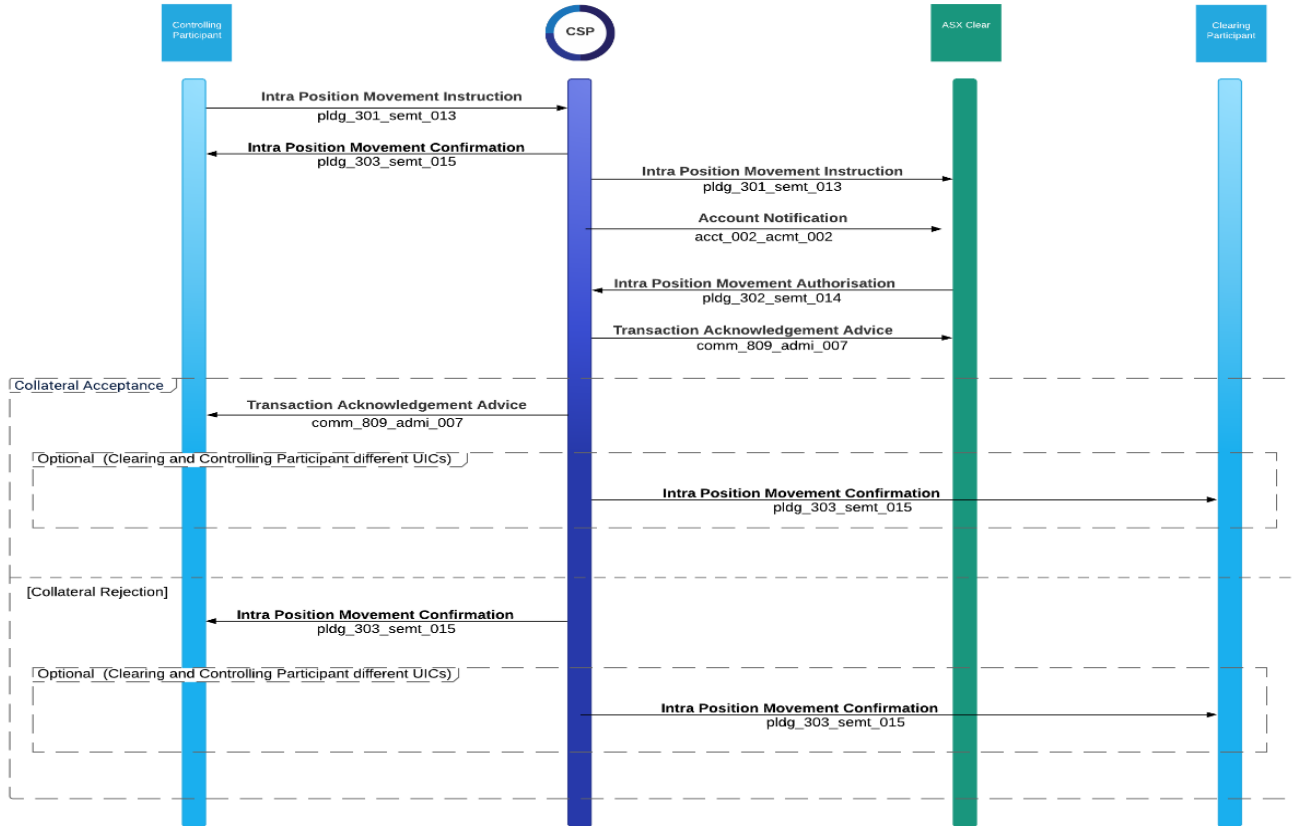 Controlling
Participant
CSP
ASX Clear
Clearing
Participant
Intra Position Movement Instruction
pldg_301_semt_013
Intra Position Movement Confirmation
pldg_303_semt_015
Intra Position Movement Instruction
pldg_301_semt_013
Account Notification
acct_002_acmt_002
Intra Position Movement Authorisation
pldg_302_semt_014
Transaction Acknowledgement Advice
comm_809_admi_007
Collateral Acceptance
Transaction Acknowledgement Advice
comm_809_admi_007
Optional (Clearing and Controlling Participant different UICs)
Intra Position Movement Confirmation
pldg_303_semt_015
[Collateral Rejection]
Intra Position Movement Confirmation
pldg_303_semt_015
Optional (Clearing and Controlling Participant different UICs)
Intra Position Movement Confirmation
pldg_303_semt_015